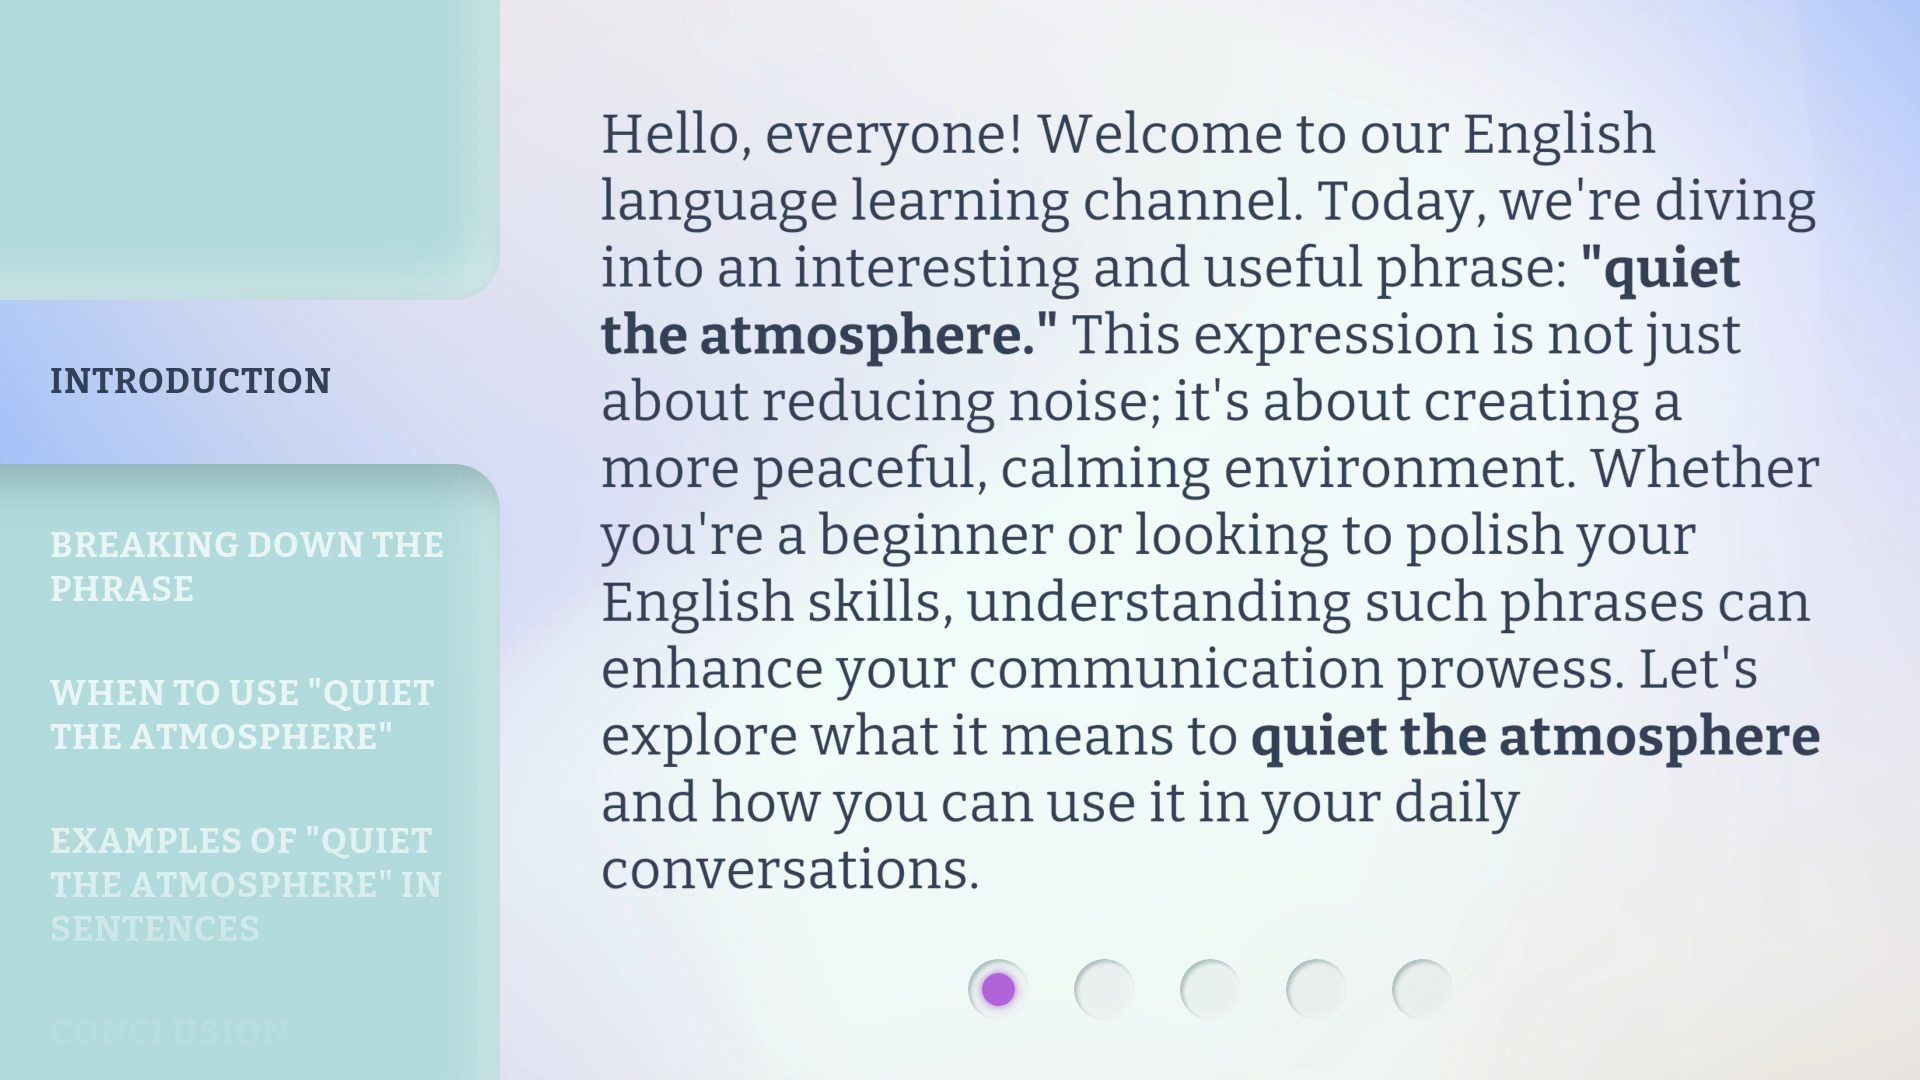 INTRODUCTION
BREAKING DOWN THE
PHRASE
WHEN TO USE "QUIET
THE ATMOSPHERE"
EXAMPLES OF "QUIET
THE ATMOSPHERE" IN
SENTENCES
CONCLUSION
Hello, everyone! Welcome to our English
language learning channel. Today, we're diving
into an interesting and useful phrase: "quiet
the atmosphere." This expression is not just
about reducing noise; it's about creating a
more peaceful, calming environment. Whether
you're a beginner or looking to polish your
English skills, understanding such phrases can
enhance your communication prowess. Let's
explore what it means to quiet the atmosphere
and how you can use it in your daily
conversations.